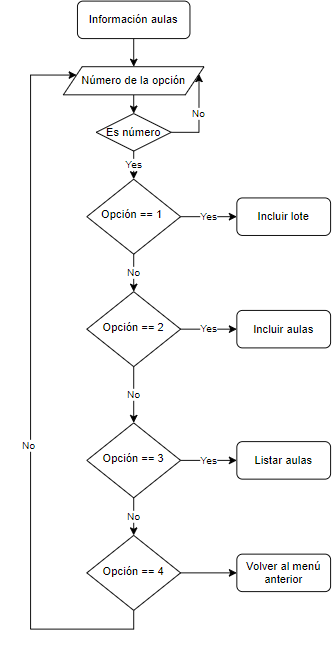 Información aulas
Número de la opción
No
Es número
Yes
Opción == 1
Yes
Incluir lote
No
Opción == 2
Yes
Incluir aulas
No
No
Opción == 3
Yes
Listar aulas
No
Opción == 4
Volver al menú
anterior